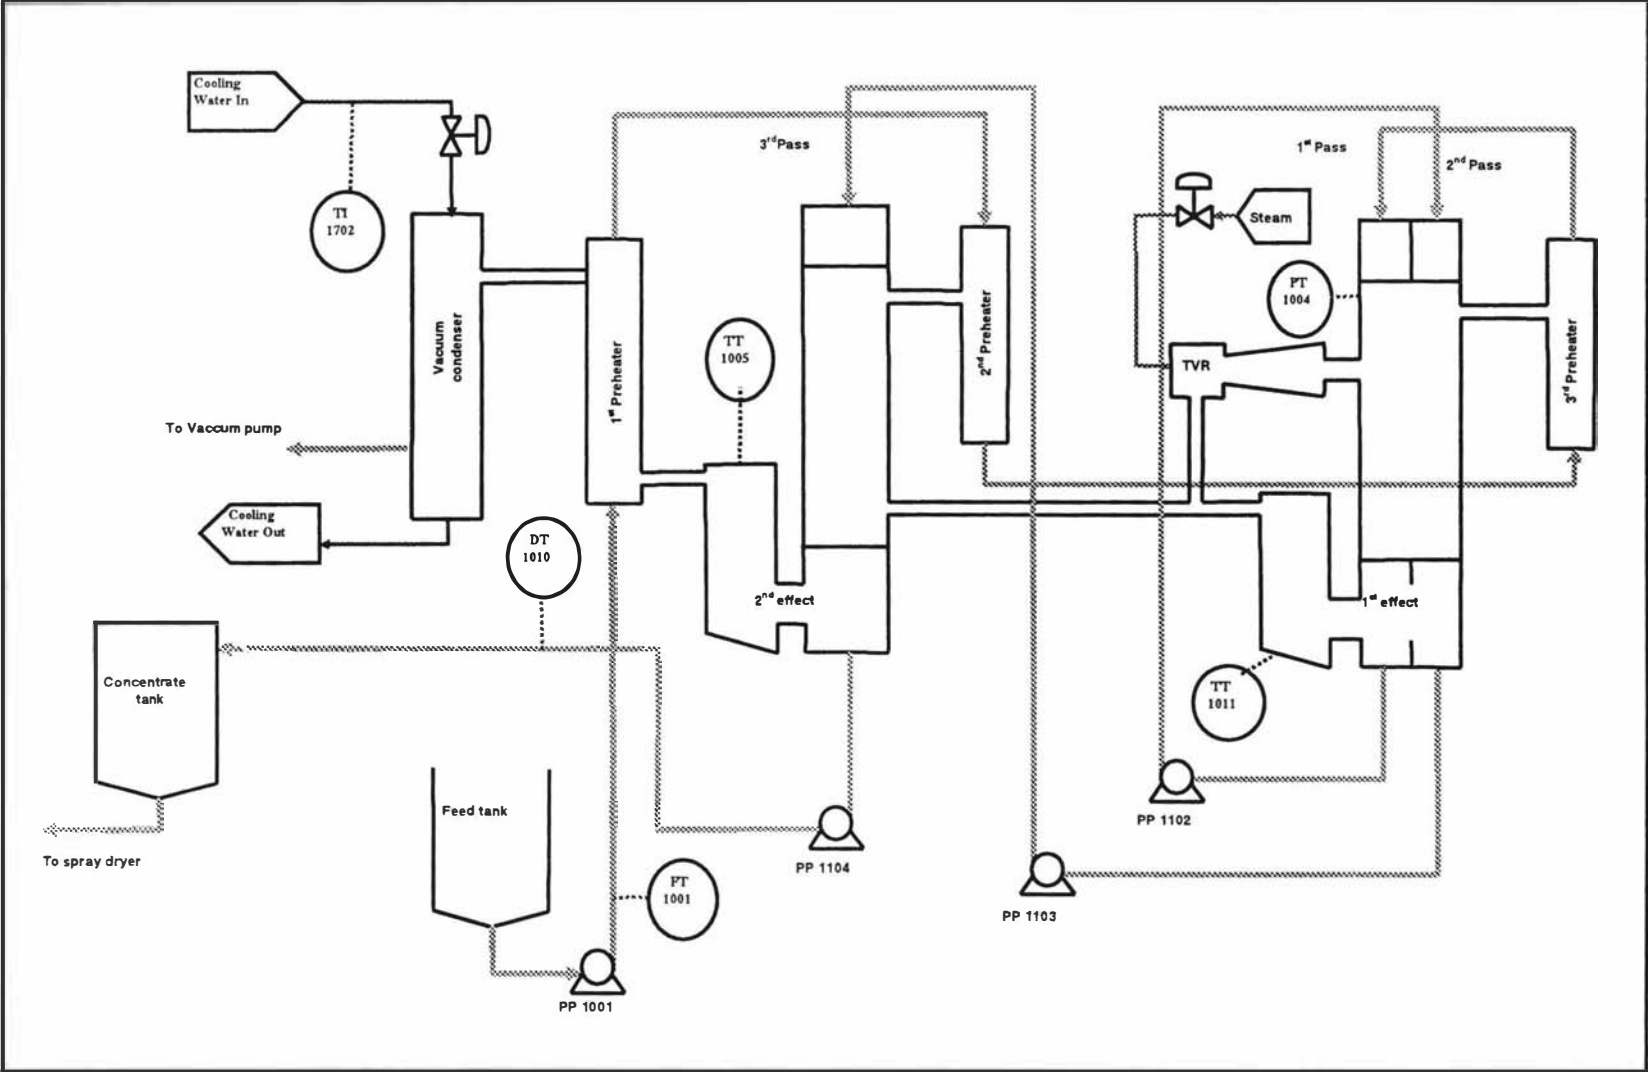 Cooling
Water In
TI
1702
Vacuum
condenser
To Vaccum pump
Cooling
Water Out
1st Preheater
3rd Pass
TT
1005
2nd Preheater
2nd effect
DT
1010
Concentrate
tank
To spray dryer
Feed tank
PP 1001
FT
1001
PP 1104
PP 1103
PP 1102
1st Pass
2nd Pass
Steam
PT
1004
TVR
3rd Preheater
1st effect
TT
1011